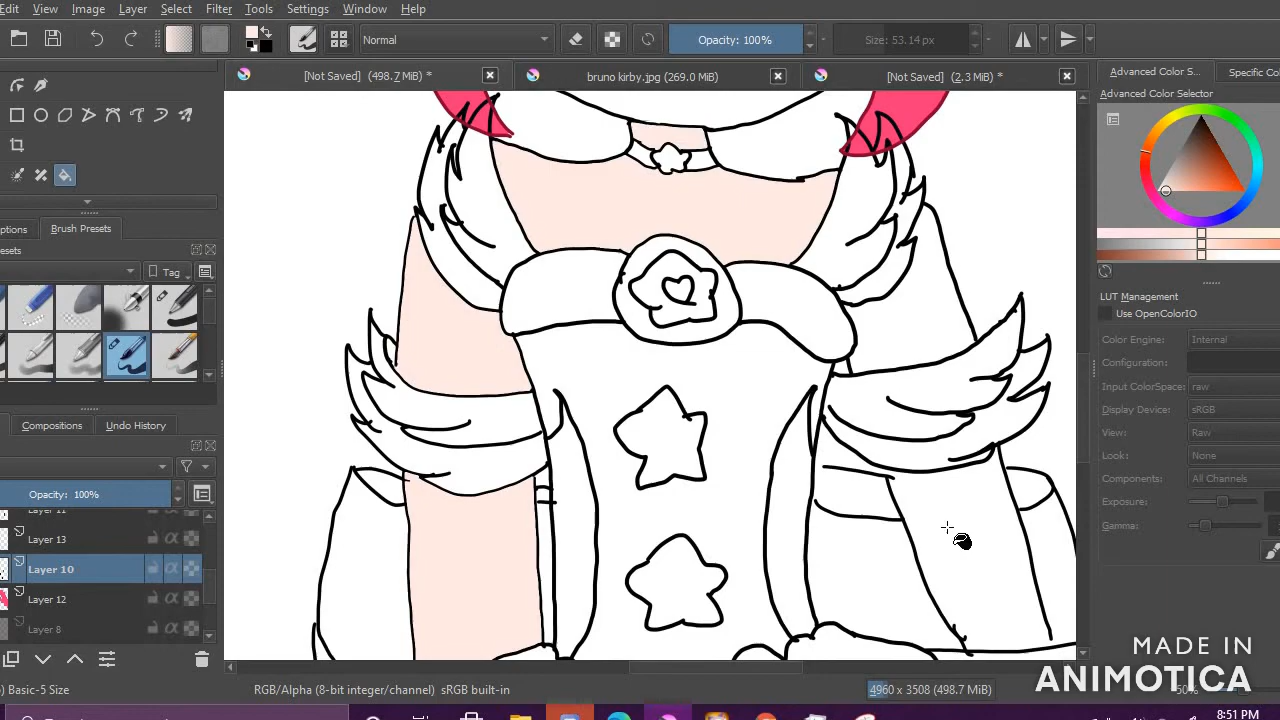 Edit View Image Layer Select Filter Tools Settings Window Help
Normal Opacity: 100% Size: 53.14 px
[Not Saved] (498.7 MiB) * bruno kirby.jpg (269.0 MiB) [Not Saved] (2.3 MiB) * Advanced Color S... Specific Co
Advanced Color Selector
ptions Brush Presets
esets
Tag
LUT Management
Use OpenColorIO
Color Engine: Internal
Configuration:
Input ColorSpace: raw
Display Device: sRGB
View: Raw
Look: None
Components: All Channels
Exposure:
Gamma:
Compositions Undo History
Opacity: 100%
Layer 11
Layer 13
Layer 10
Layer 12
Layer 8
) Basic-5 Size RGB/Alpha (8-bit integer/channel) sRGB built-in 4960 x 3508 (498.7 MiB) 50%
MADE IN
ANIMOTICA
8:51 PM